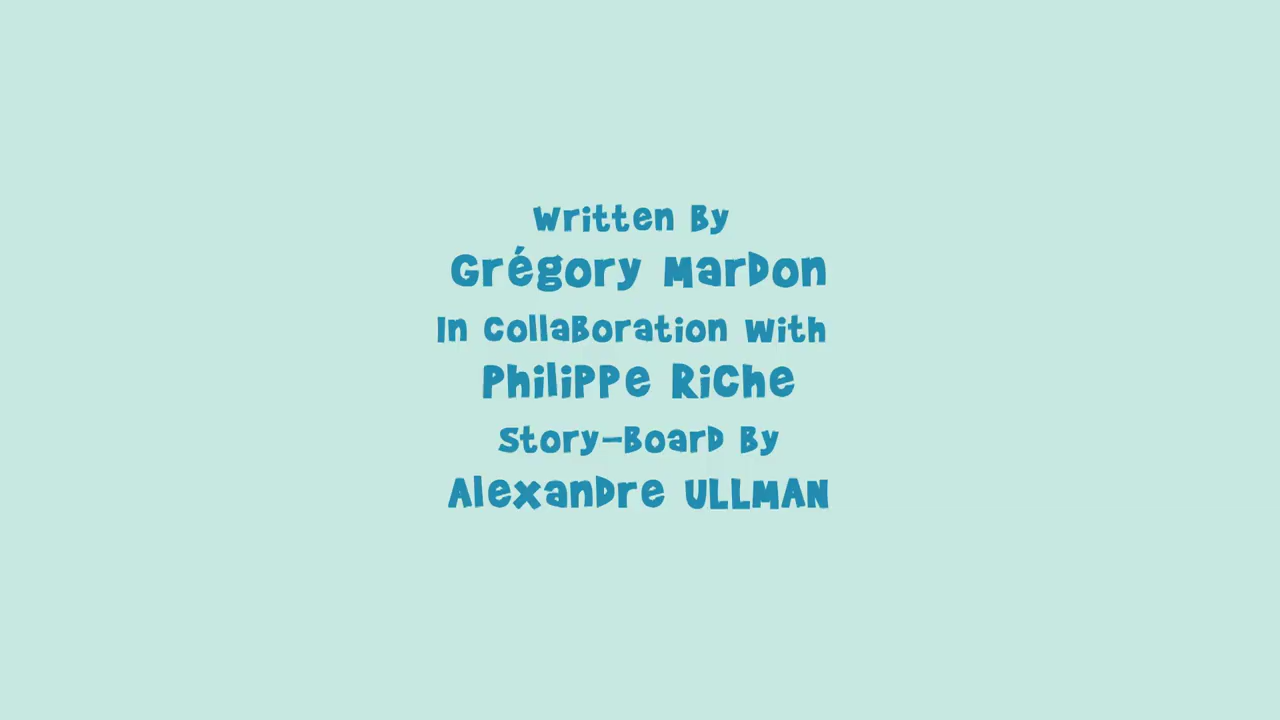 Written By
Grégory Mardon
In Collaboration With
Philippe Riche
Story-Board By
Alexandre ULLMAN